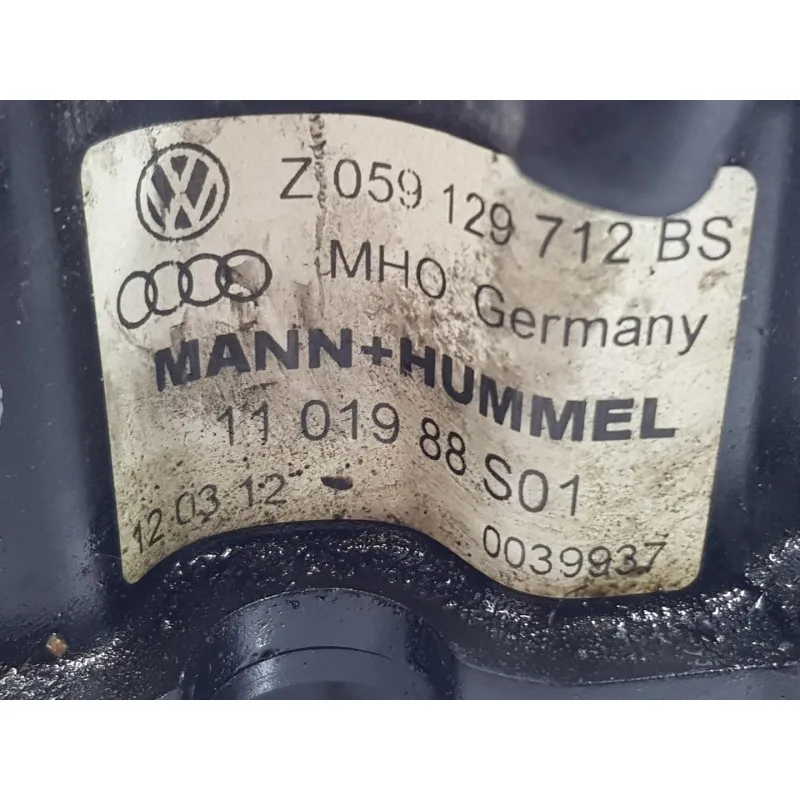 Z 059 129 712 BS
MHO Germany
MANN+HUMMEL
11 019 88 S01
12 03 12
0039937